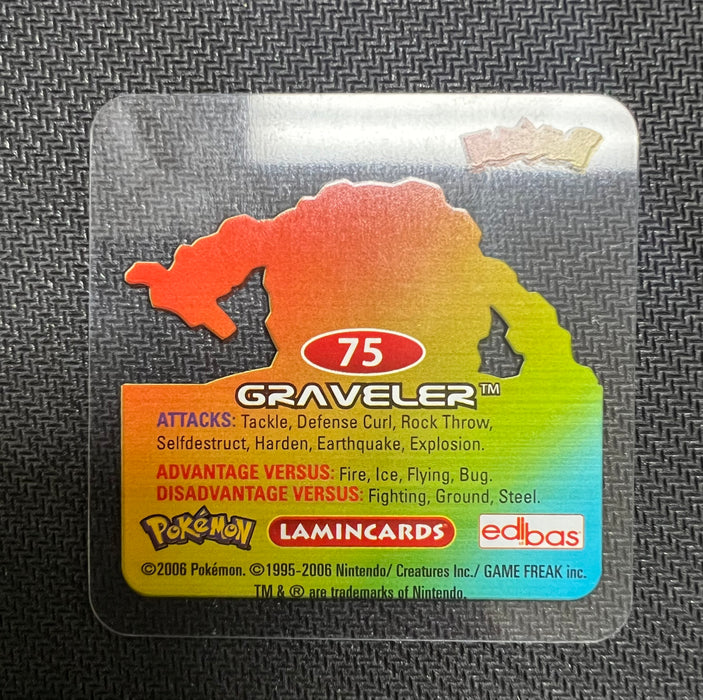 75
GRAVELER™
ATTACKS: Tackle, Defense Curl, Rock Throw,
Selfdestruct, Harden, Earthquake, Explosion.
ADVANTAGE VERSUS: Fire, Ice, Flying, Bug.
DISADVANTAGE VERSUS: Fighting, Ground, Steel.
POKéMON LAMINCARDS® edibas®
©2006 Pokémon. ©1995-2006 Nintendo/ Creatures Inc./ GAME FREAK inc.
TM & ® are trademarks of Nintendo.